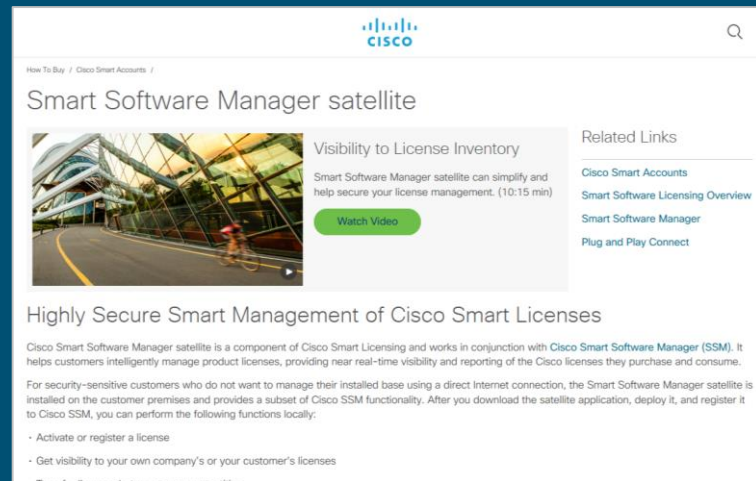 CISCO
How To Buy / Cisco Smart Accounts /
Smart Software Manager satellite
Visibility to License Inventory
Smart Software Manager satellite can simplify and
help secure your license management. (10:15 min)
Watch Video
Related Links
Cisco Smart Accounts
Smart Software Licensing Overview
Smart Software Manager
Plug and Play Connect
Highly Secure Smart Management of Cisco Smart Licenses
Cisco Smart Software Manager satellite is a component of Cisco Smart Licensing and works in conjunction with Cisco Smart Software Manager (SSM). It
helps customers intelligently manage product licenses, providing near real-time visibility and reporting of the Cisco licenses they purchase and consume.
For security-sensitive customers who do not want to manage their installed base using a direct Internet connection, the Smart Software Manager satellite is
installed on the customer premises and provides a subset of Cisco SSM functionality. After you download the satellite application, deploy it, and register it
to Cisco SSM, you can perform the following functions locally:
· Activate or register a license
· Get visibility to your own company's or your customer's licenses